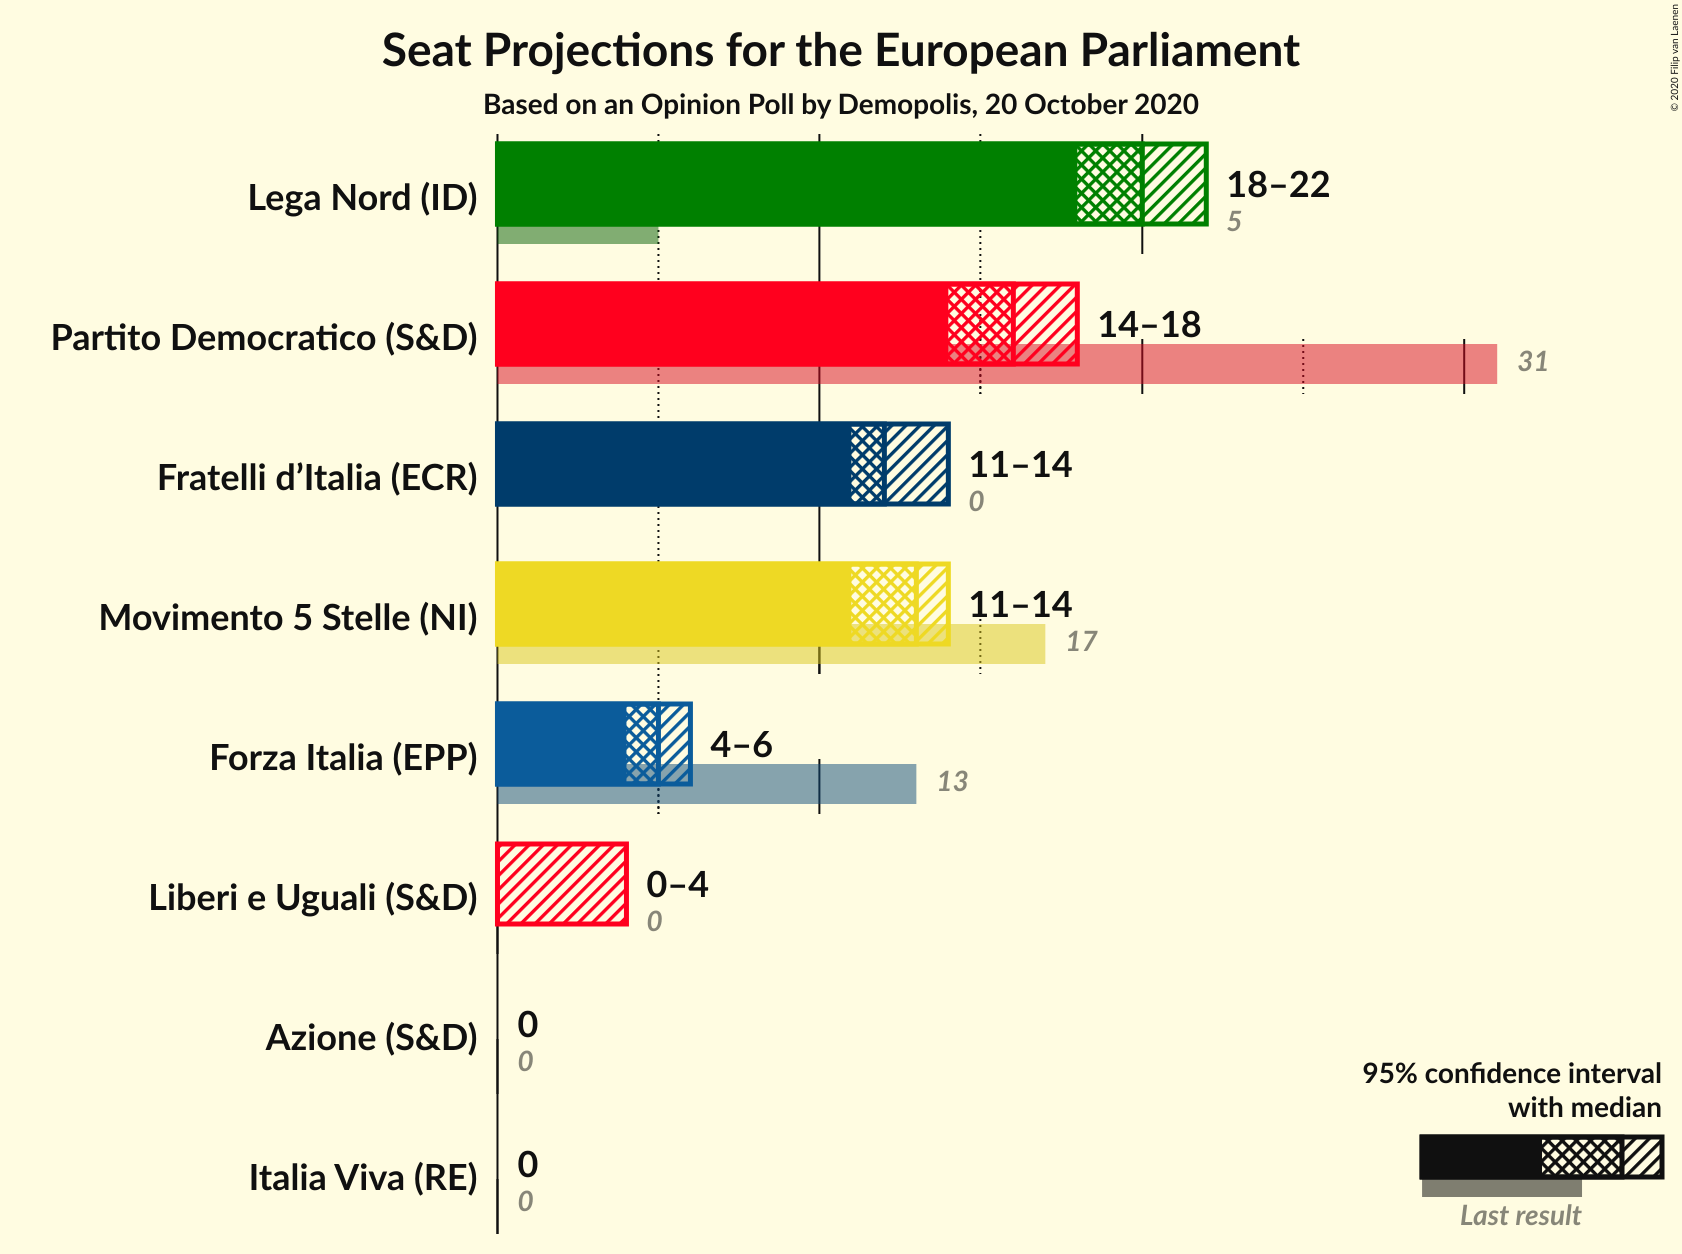 Seat Projections for the European Parliament
Based on an Opinion Poll by Demopolis, 20 October 2020
© 2020 Filip van Laenen
Lega Nord (ID)
18–22
5
Partito Democratico (S&D)
14–18
31
Fratelli d’Italia (ECR)
11–14
0
Movimento 5 Stelle (NI)
11–14
17
Forza Italia (EPP)
4–6
13
Liberi e Uguali (S&D)
0–4
0
Azione (S&D)
0
0
Italia Viva (RE)
0
0
95% confidence interval
with median
Last result